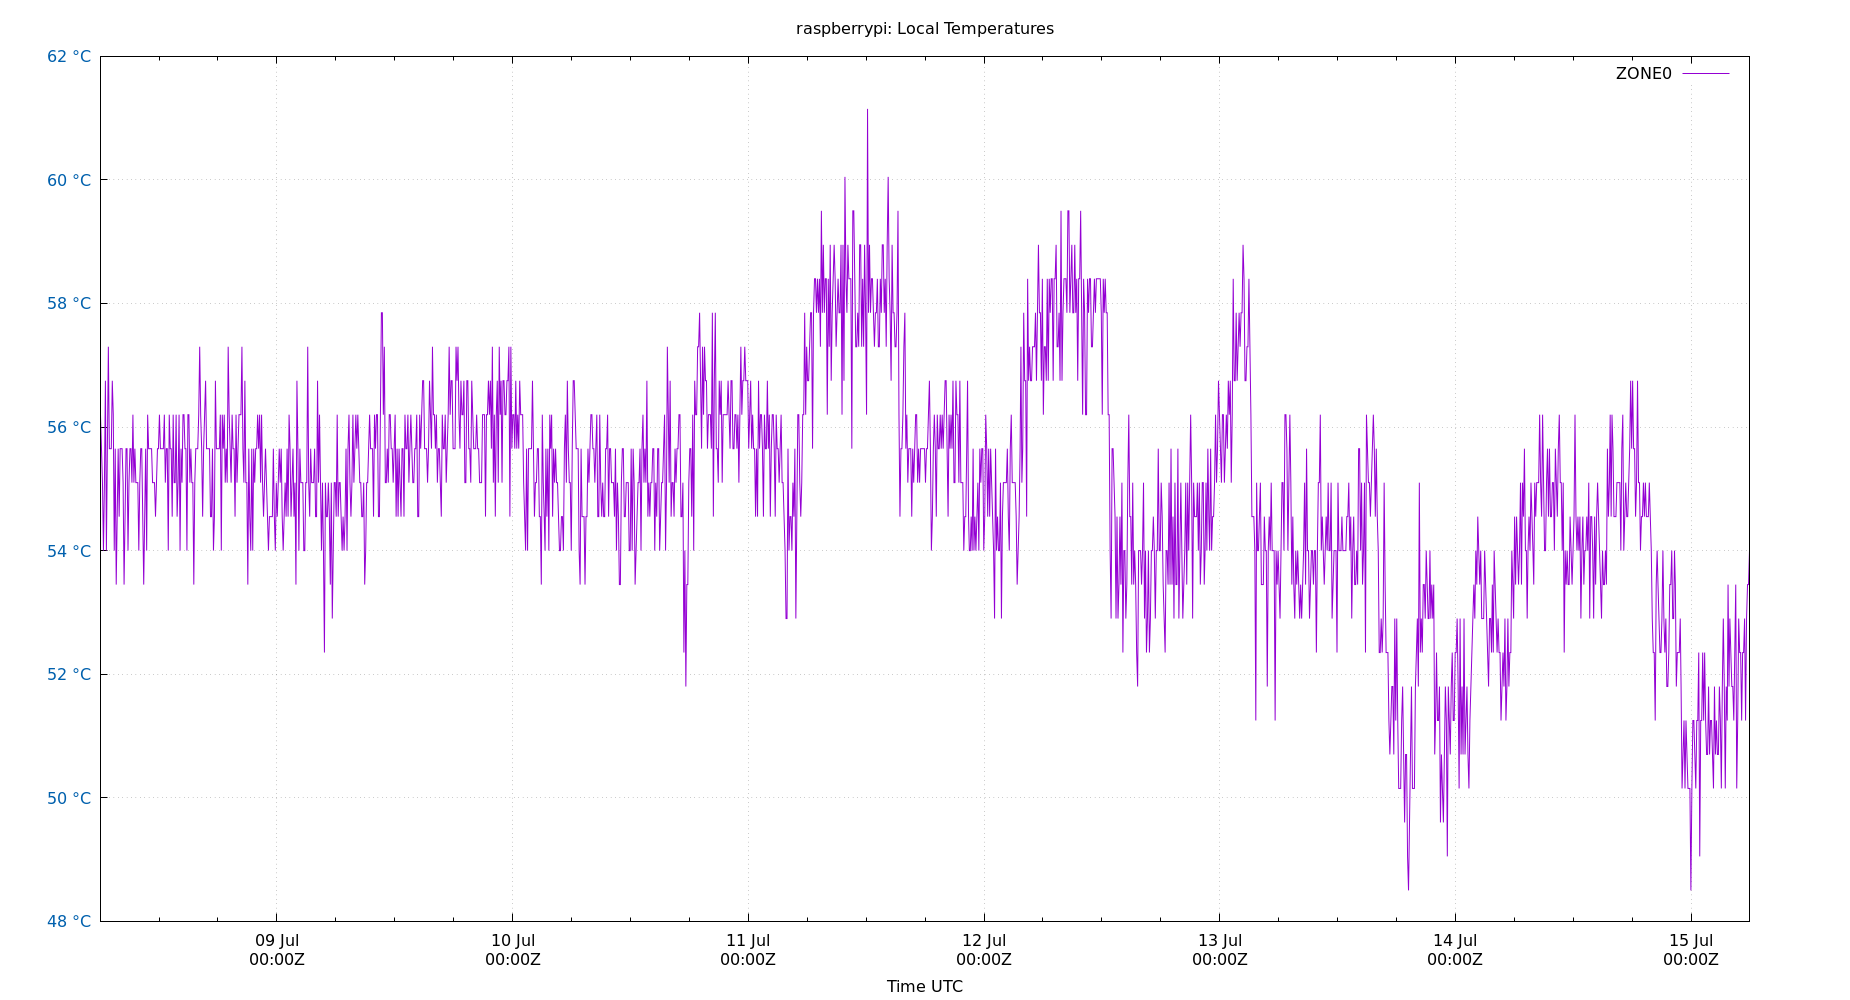 raspberrypi: Local Temperatures
62 °C
ZONE0
60 °C
58 °C
56 °C
54 °C
52 °C
50 °C
48 °C
09 Jul 10 Jul 11 Jul 12 Jul 13 Jul 14 Jul 15 Jul
00:00Z 00:00Z 00:00Z 00:00Z 00:00Z 00:00Z 00:00Z
Time UTC